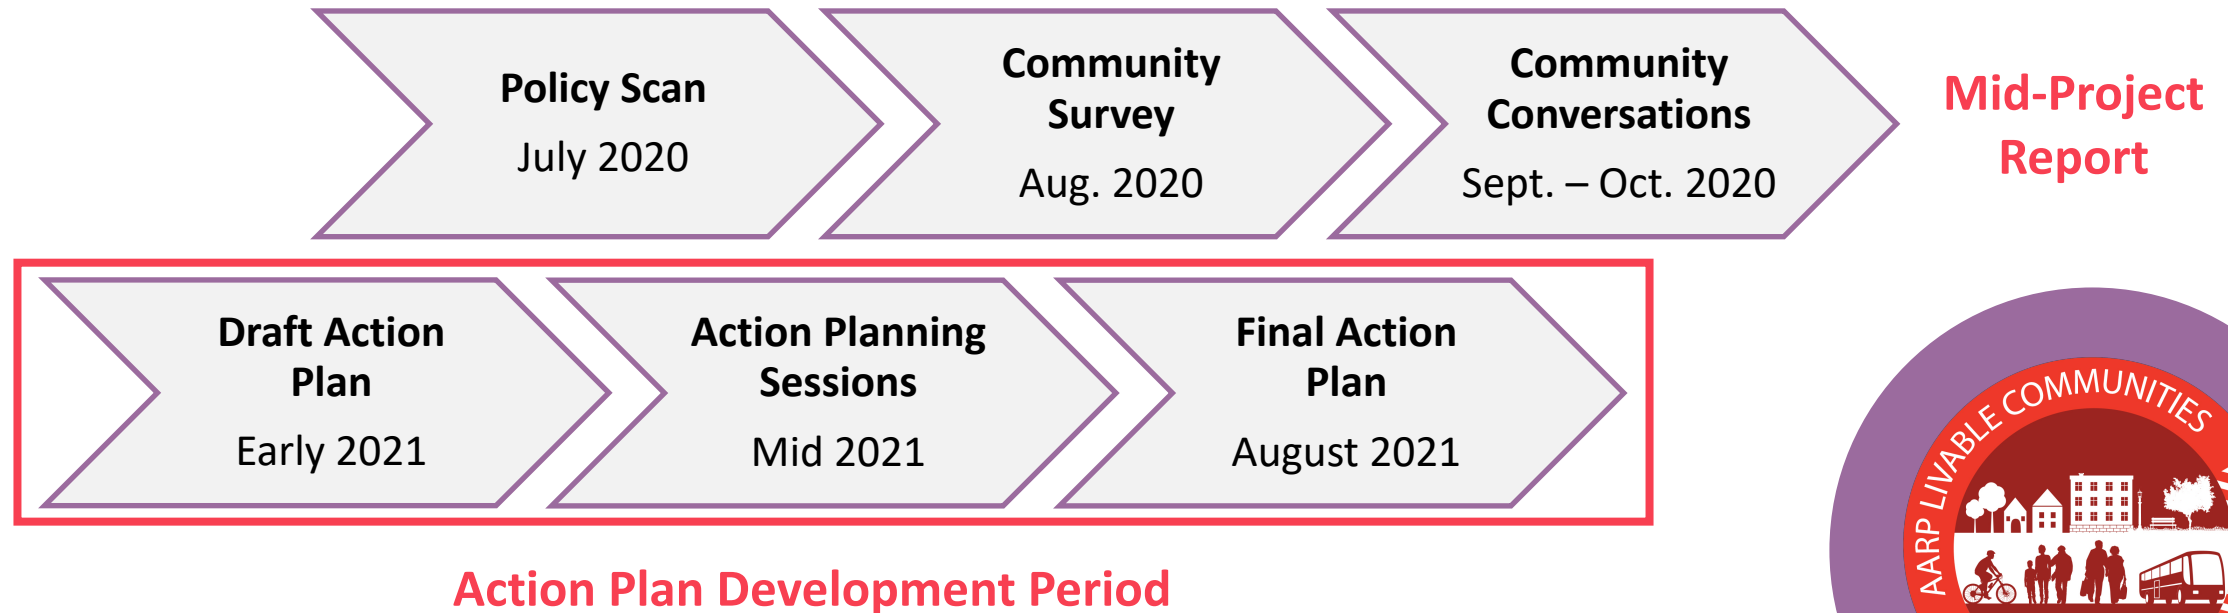 Policy Scan
July 2020
Community
Survey
Aug. 2020
Community
Conversations
Sept. – Oct. 2020
Mid-Project
Report
Draft Action
Plan
Early 2021
Action Planning
Sessions
Mid 2021
Final Action
Plan
August 2021
Action Plan Development Period
AARP LIVABLE COMMUNITIES